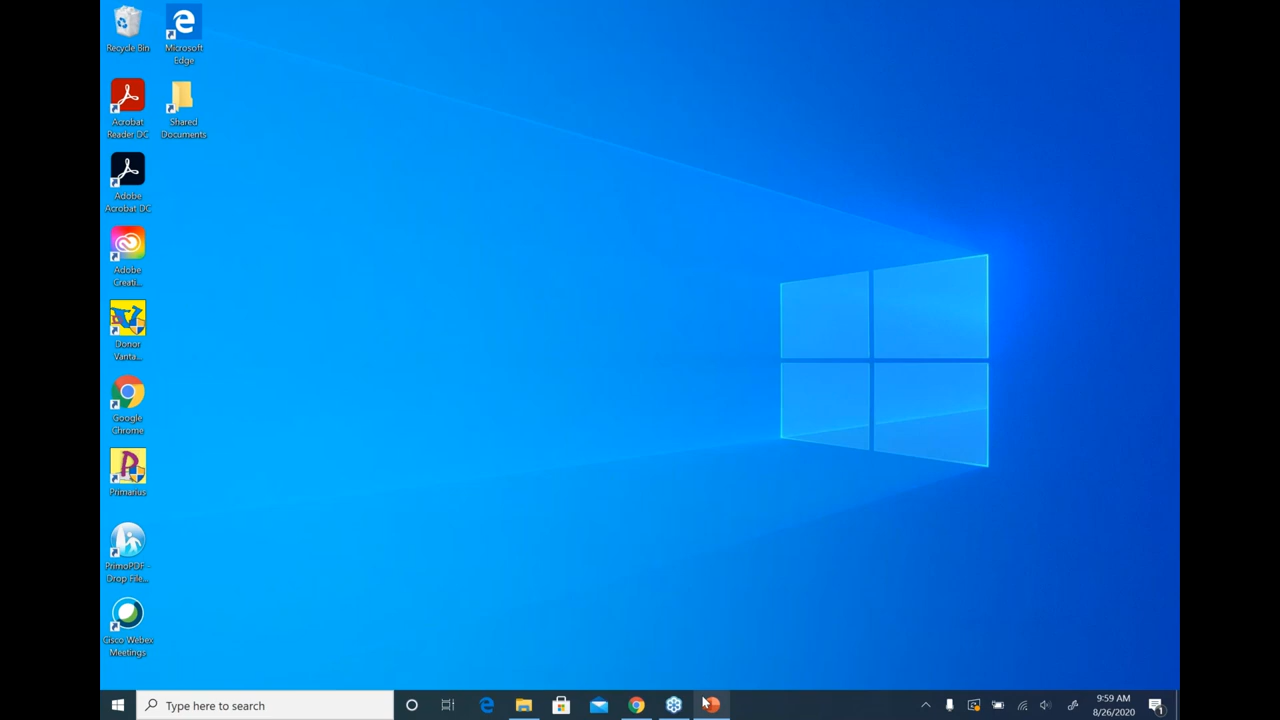 Recycle Bin
Microsoft
Edge
Acrobat
Reader DC
Shared
Documents
Adobe
Acrobat DC
Adobe
Creati...
Donor
Vanta...
Google
Chrome
Primarius
PrimoPDF -
Drop File...
Cisco Webex
Meetings
Type here to search
9:59 AM
8/26/2020
1